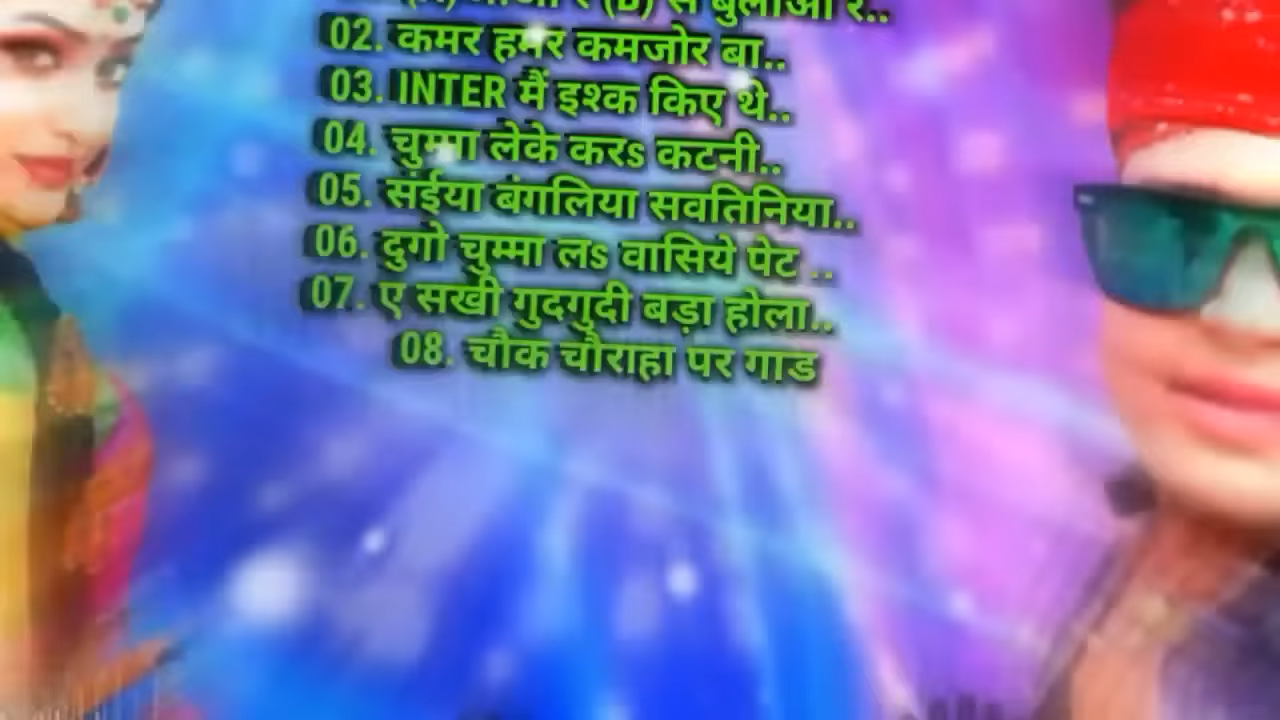 से बुलाओ रे..
02. कमर हमर कमजोर बा..
03. INTER मैं इश्क किए थे..
04. चुम्मा लेके करs कटनी..
05. संईया बंगलिया सवतिनिया..
06. दुगो चुम्मा लs वासिये पेट ..
07. ए सखी गुदगुदी बड़ा होला..
08. चौक चौराहा पर गाड